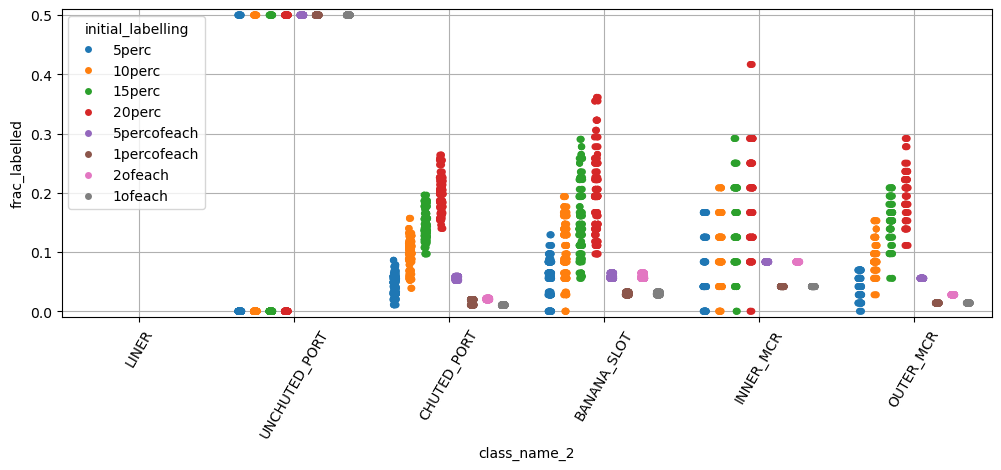 initial_labelling
5perc
10perc
15perc
20perc
5percofeach
1percofeach
2ofeach
1ofeach
frac_labelled
0.5
0.4
0.3
0.2
0.1
0.0
LINER
UNCHUTED_PORT
CHUTED_PORT
BANANA_SLOT
INNER_MCR
OUTER_MCR
class_name_2